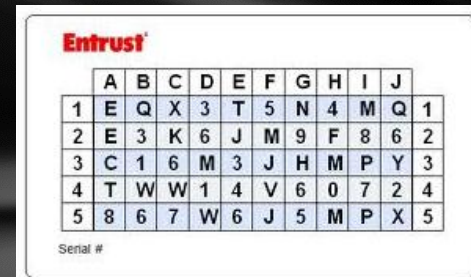 Entrust
A B C D E F G H I J
1 E Q X 3 T 5 N 4 M Q 1
2 E 3 K 6 J M 9 F 8 6 2
3 C 1 6 M 3 J H M P Y 3
4 T W W 1 4 V 6 0 7 2 4
5 8 6 7 W 6 J 5 M P X 5
Serial #